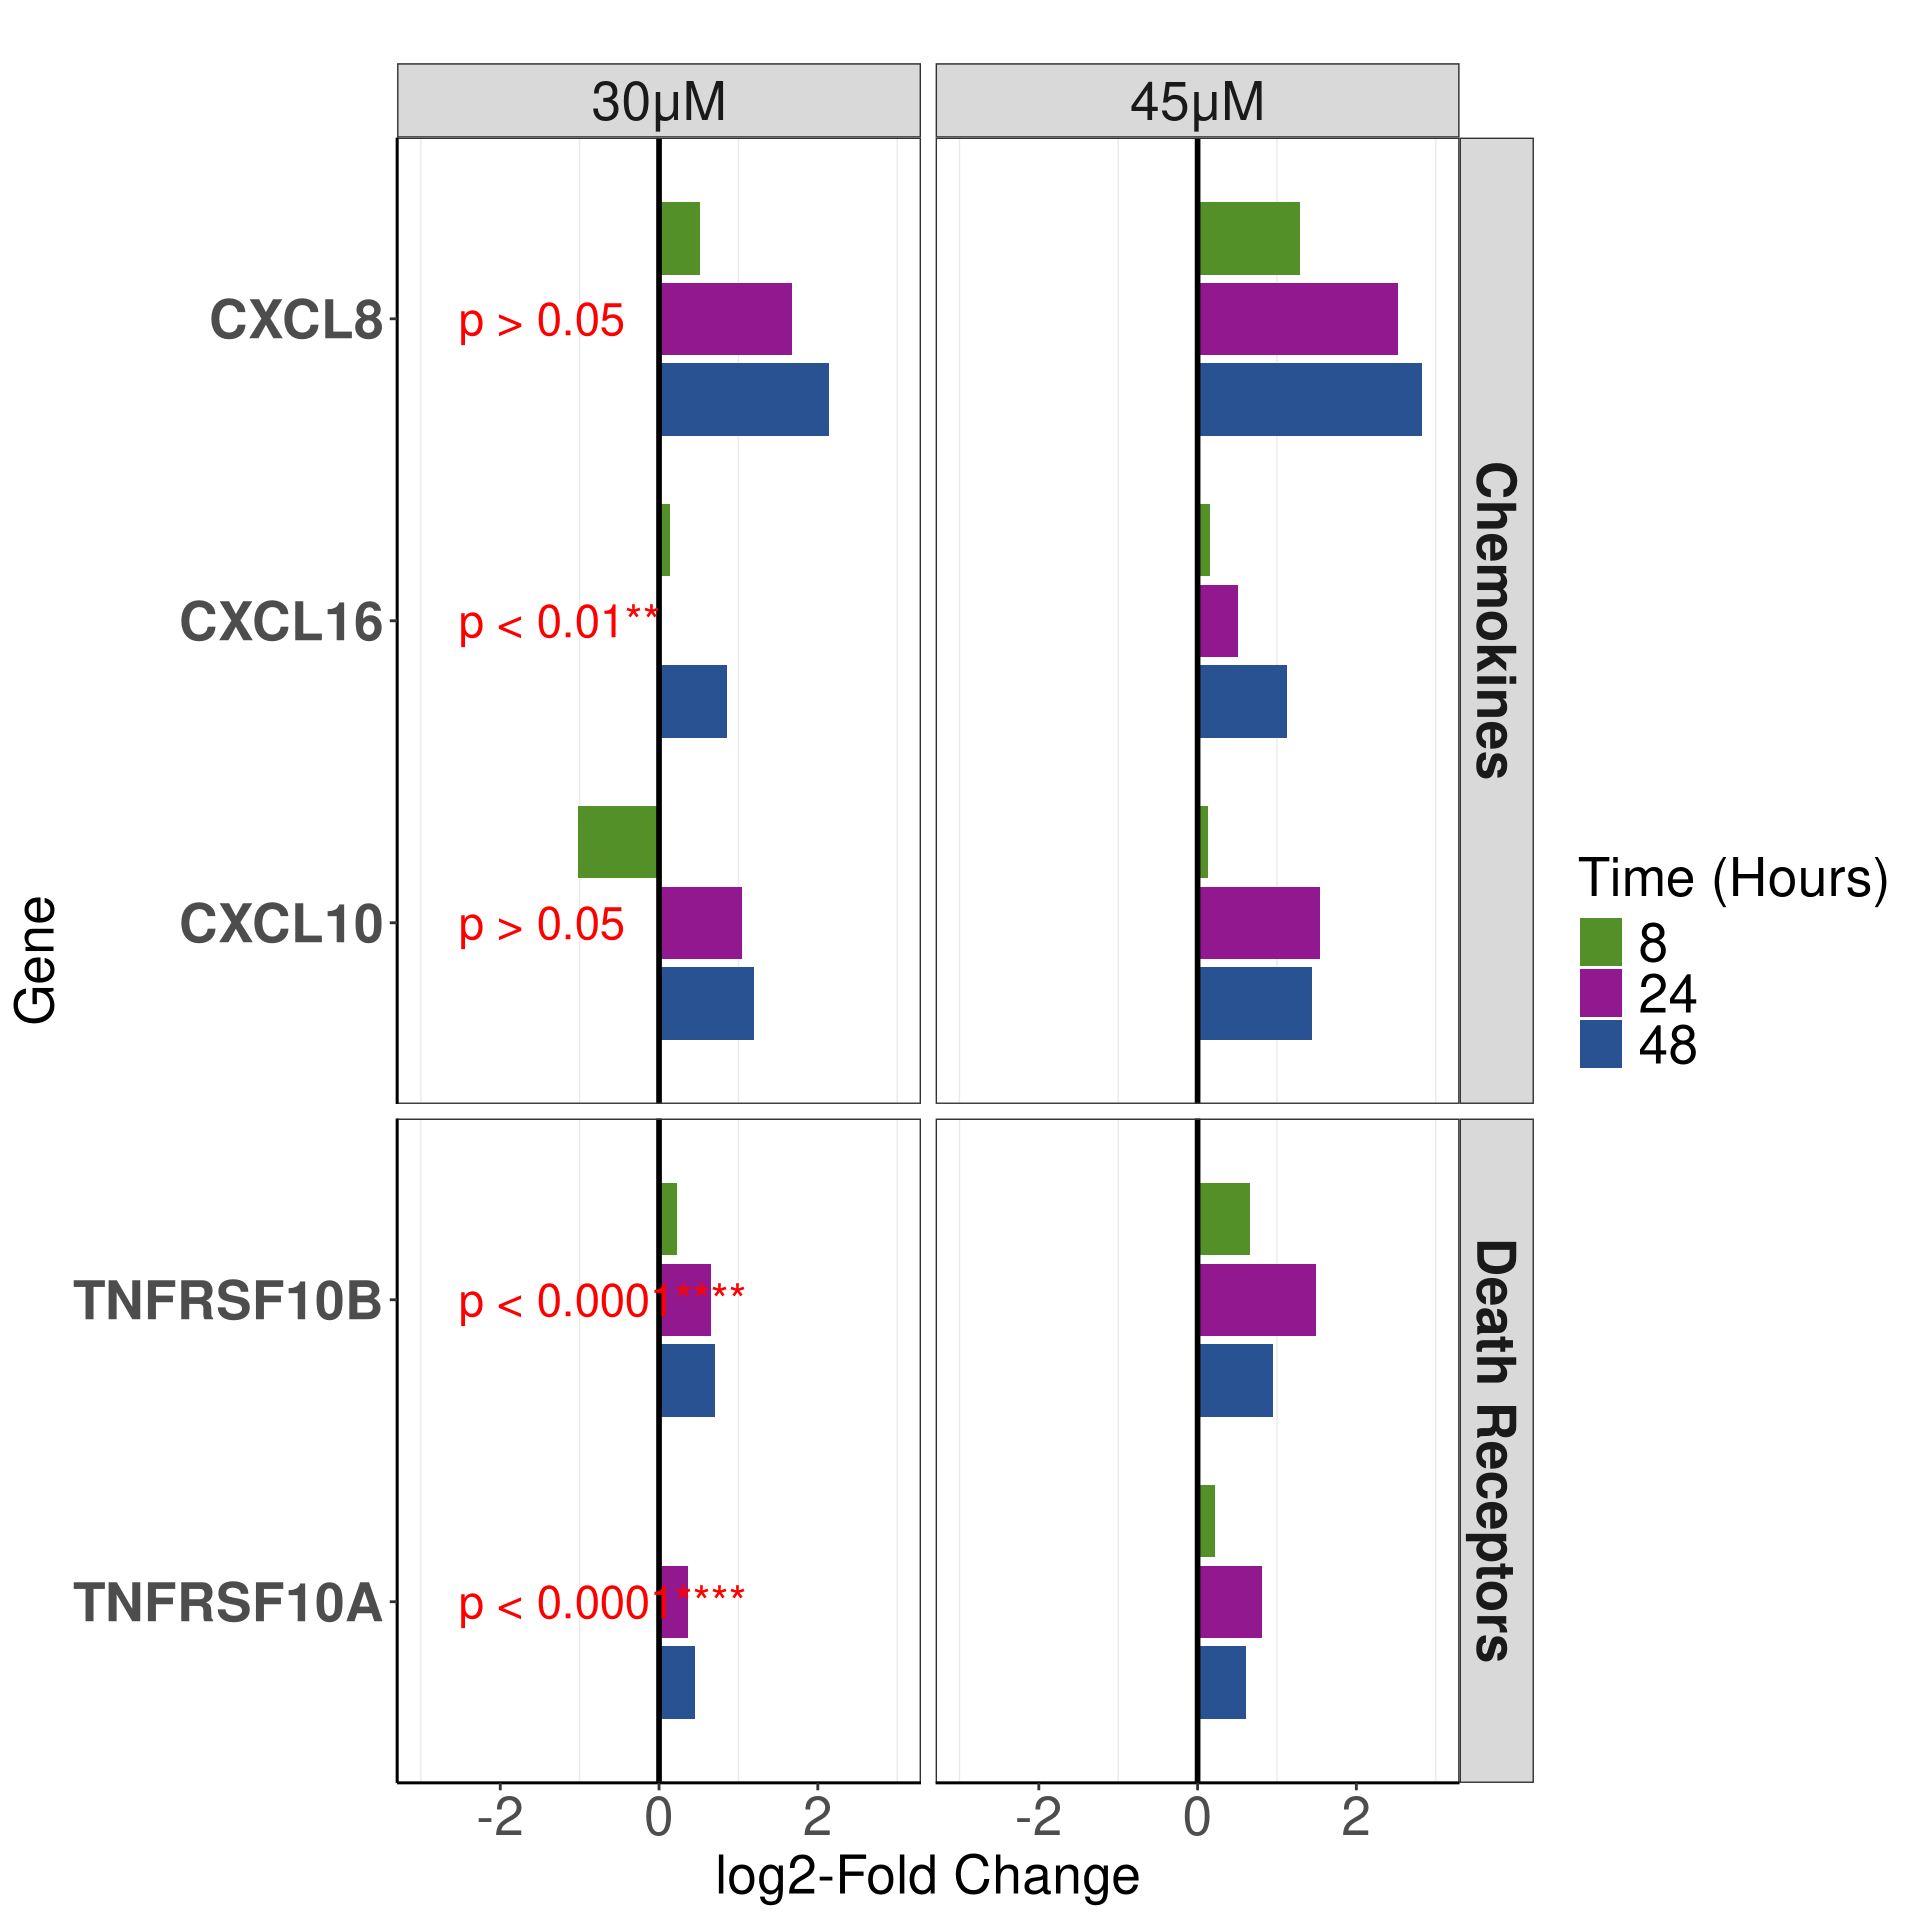 30µM
45µM
CXCL8
p > 0.05
CXCL16
p < 0.01**
CXCL10
p > 0.05
Chemokines
TNFRSF10B
p < 0.0001****
TNFRSF10A
p < 0.0001****
Death Receptors
Gene
-2
0
2
-2
0
2
log2-Fold Change
Time (Hours)
8
24
48